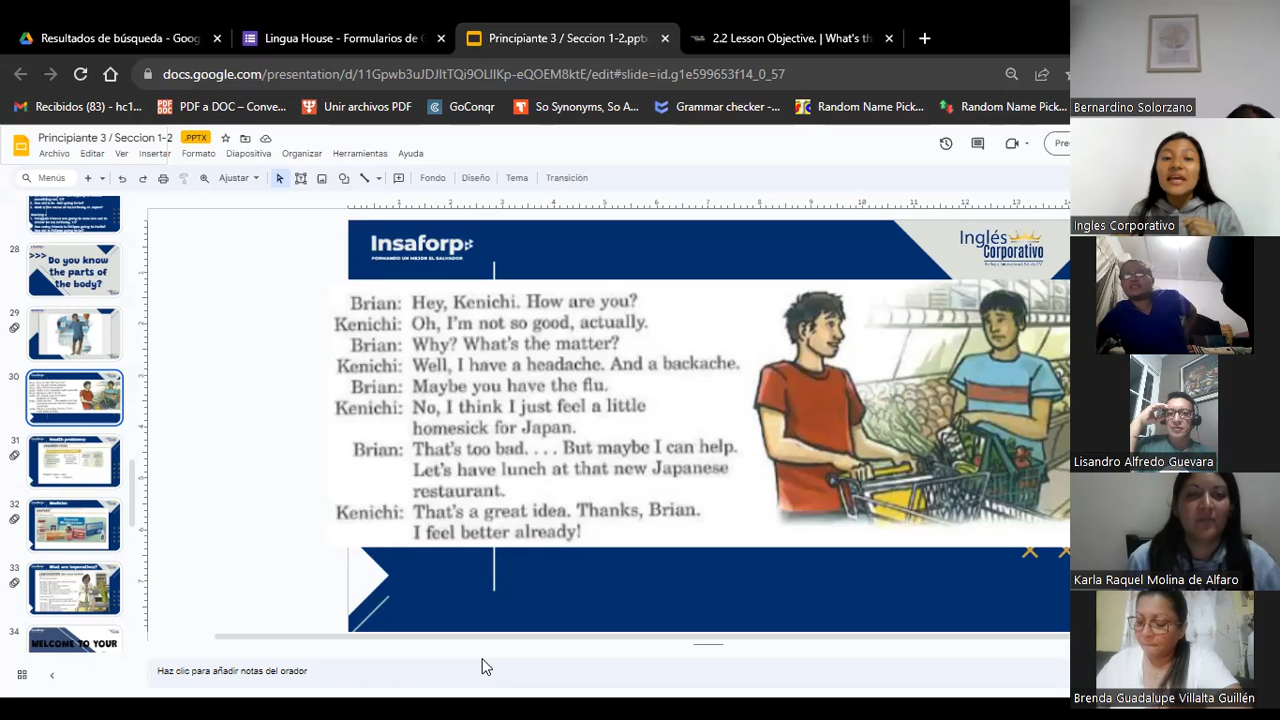 Resultados de búsqueda - Goog
Lingua House - Formularios de G
Principiante 3 / Seccion 1-2.pptx
2.2 Lesson Objective. | What's th
docs.google.com/presentation/d/11Gpwb3uJDJItTQi9OLlIKp-eQOEM8ktE/edit#slide=id.g1e599653f14_0_57
Recibidos (83) - hc1...
PDF a DOC – Conve...
Unir archivos PDF
GoConqr
So Synonyms, So A...
Grammar checker -...
Random Name Pick...
Random Name Pick...
Principiante 3 / Seccion 1-2
.PPTX
Archivo Editar Ver Insertar Formato Diapositiva Organizar Herramientas Ayuda
Menús
Ajustar
Fondo Diseño Tema Transición
28
Do you know
the parts of
the body?
29
30
31
Health problems
32
Medicine
33
What are imperatives?
34
WELCOME TO YOUR
Insaforp
FORMANDO UN MEJOR EL SALVADOR
Inglés
Corporativo
Brian: Hey, Kenichi. How are you?
Kenichi: Oh, I'm not so good, actually.
Brian: Why? What's the matter?
Kenichi: Well, I have a headache. And a backache.
Brian: Maybe you have the flu.
Kenichi: No, I think I just feel a little
homesick for Japan.
Brian: That's too bad. . . . But maybe I can help.
Let's have lunch at that new Japanese
restaurant.
Kenichi: That's a great idea. Thanks, Brian.
I feel better already!
Haz clic para añadir notas del orador
Bernardino Solorzano
Ingles Corporativo
Lisandro Alfredo Guevara
Karla Raquel Molina de Alfaro
Brenda Guadalupe Villalta Guillén